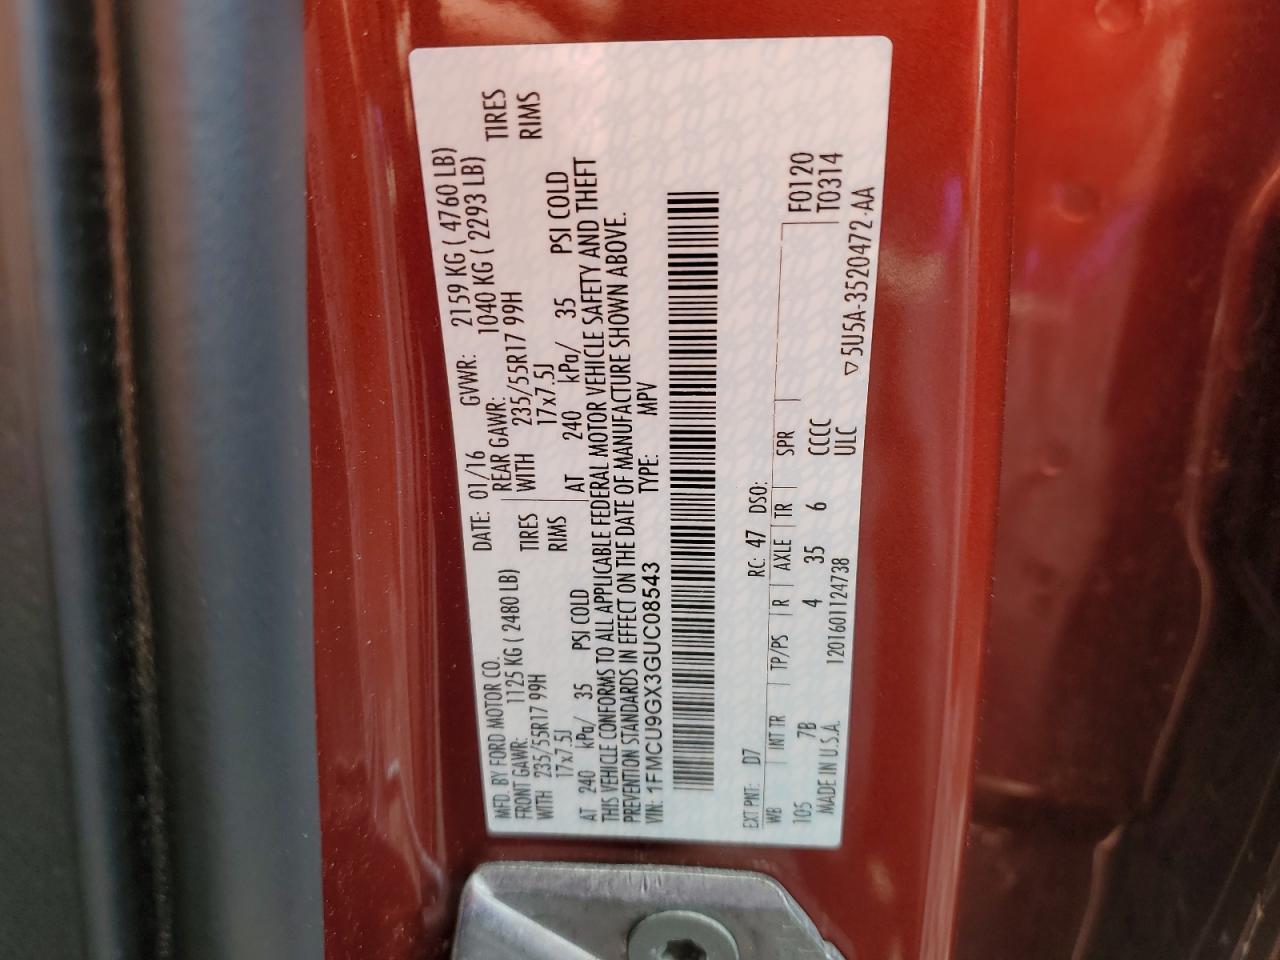 MFD. BY FORD MOTOR CO. DATE: 01/16 GVWR: 2159 KG ( 4760 LB)
FRONT GAWR: 1125 KG ( 2480 LB) REAR GAWR: 1040 KG ( 2293 LB)
WITH 235/55R17 99H TIRES WITH 235/55R17 99H TIRES
17x7.5J RIMS 17x7.5J RIMS
AT 240 kPa/ 35 PSI COLD AT 240 kPa/ 35 PSI COLD
THIS VEHICLE CONFORMS TO ALL APPLICABLE FEDERAL MOTOR VEHICLE SAFETY AND THEFT
PREVENTION STANDARDS IN EFFECT ON THE DATE OF MANUFACTURE SHOWN ABOVE.
VIN: 1FMCU9GX3GUC08543 TYPE: MPV
EXT PNT: D7 RC: 47 DSO:
WB INT TR TP/PS R AXLE TR SPR F0120
105 7B 4 35 6 CCCC T0314
MADE IN U.S.A. 1201601124738 ULC
▽5U5A-3520472-AA